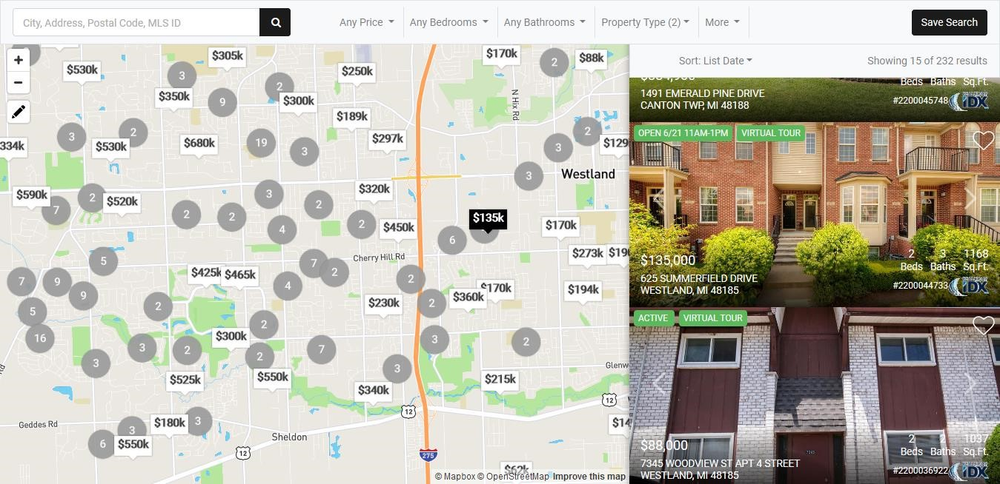 City, Address, Postal Code, MLS ID
Any Price
Any Bedrooms
Any Bathrooms
Property Type (2)
More
Save Search
Sort: List Date
Showing 15 of 232 results
+
−
$305k
$170k
2
$88k
$530k
3
$250k
2
$350k
9
$300k
N Hix Rd
$189k
3
2
$530k
$680k
19
3
$297k
2
3
334k
3
Westland
$590k
7
2
$520k
3
2
$320k
2
2
4
2
$450k
6
$135k
$170k
Cherry Hill Rd
$273k
5
7
2
$425k
$465k
4
2
7
9
9
$170k
$360k
$194k
5
2
$230k
2
16
2
$300k
3
3
2
2
7
3
2
3
$525k
$550k
3
$340k
$215k
Glenw
12
12
Geddes Rd
3
$180k
3
6
$550k
Sheldon
12
275
© Mapbox © OpenStreetMap Improve this map
Beds Baths Sq.Ft.
1491 EMERALD PINE DRIVE
CANTON TWP, MI 48188
#2200045748
IDX
OPEN 6/21 11AM-1PM
VIRTUAL TOUR
$135,000
2 3 1168
Beds Baths Sq.Ft.
625 SUMMERFIELD DRIVE
WESTLAND, MI 48185
#2200044733
IDX
ACTIVE
VIRTUAL TOUR
$88,000
2 2 1037
Beds Baths Sq.Ft.
7345 WOODVIEW ST APT 4 STREET
WESTLAND, MI 48185
#2200036922
IDX